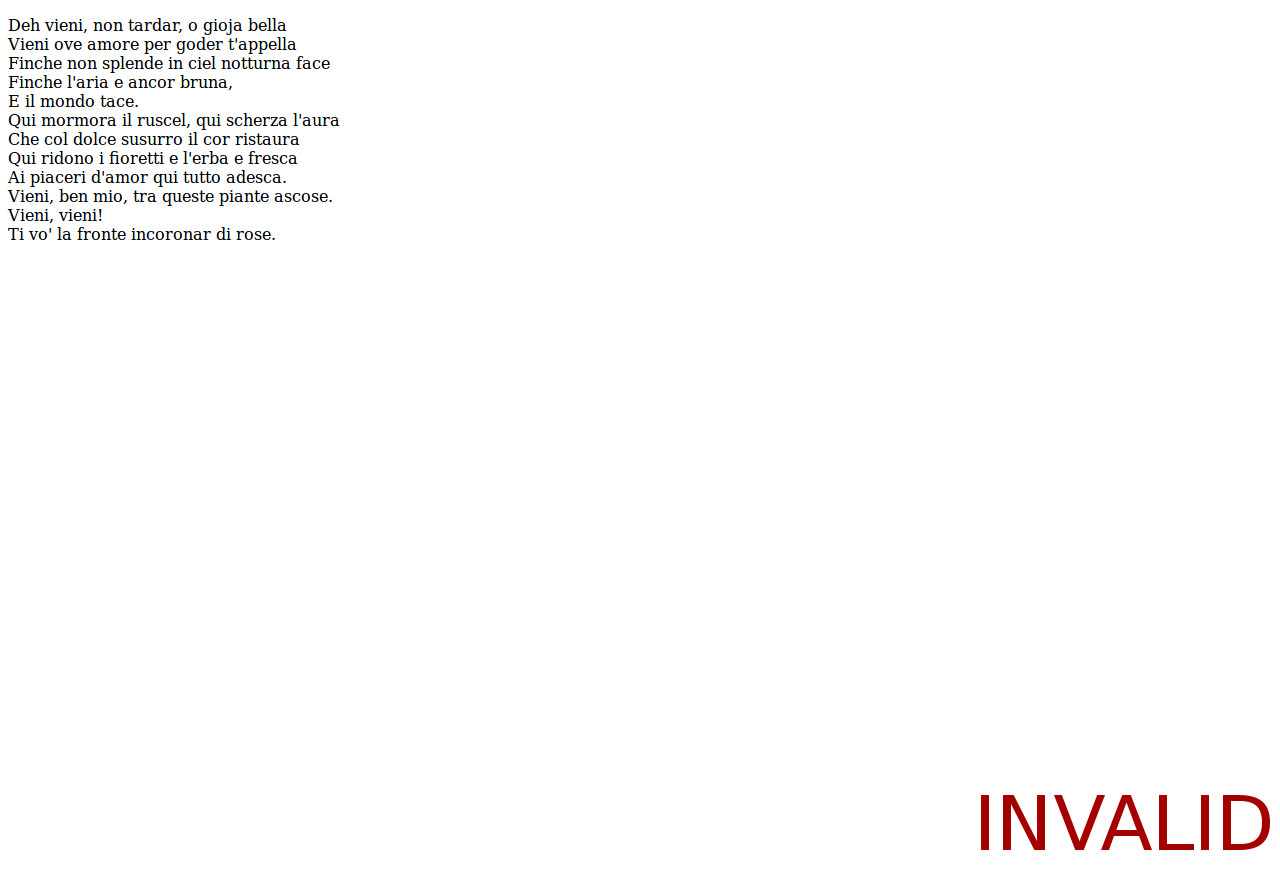 Deh vieni, non tardar, o gioja bella
Vieni ove amore per goder t'appella
Finche non splende in ciel notturna face
Finche l'aria e ancor bruna,
E il mondo tace.
Qui mormora il ruscel, qui scherza l'aura
Che col dolce susurro il cor ristaura
Qui ridono i fioretti e l'erba e fresca
Ai piaceri d'amor qui tutto adesca.
Vieni, ben mio, tra queste piante ascose.
Vieni, vieni!
Ti vo' la fronte incoronar di rose.
INVALID